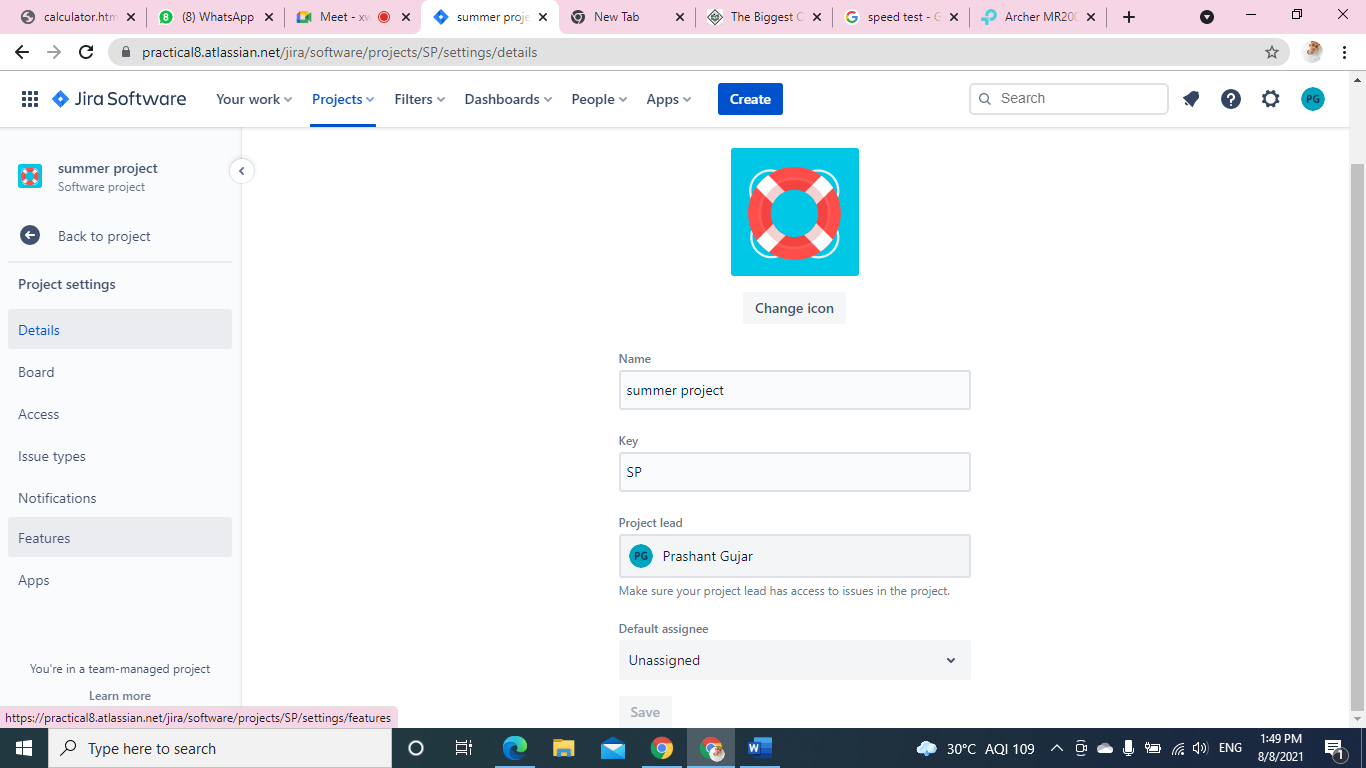 calculator.htm
(8) WhatsApp
Meet - xw
summer proje
New Tab
The Biggest C
speed test - G
Archer MR200
practical8.atlassian.net/jira/software/projects/SP/settings/details
Jira Software
Your work
Projects
Filters
Dashboards
People
Apps
Create
Search
PG
summer project
Software project
Back to project
Project settings
Details
Board
Access
Issue types
Notifications
Features
Apps
You're in a team-managed project
Learn more
Change icon
Name
summer project
Key
SP
Project lead
PG Prashant Gujar
Make sure your project lead has access to issues in the project.
Default assignee
Unassigned
Save
https://practical8.atlassian.net/jira/software/projects/SP/settings/features
Type here to search
30°C AQI 109
ENG
1:49 PM
8/8/2021
1